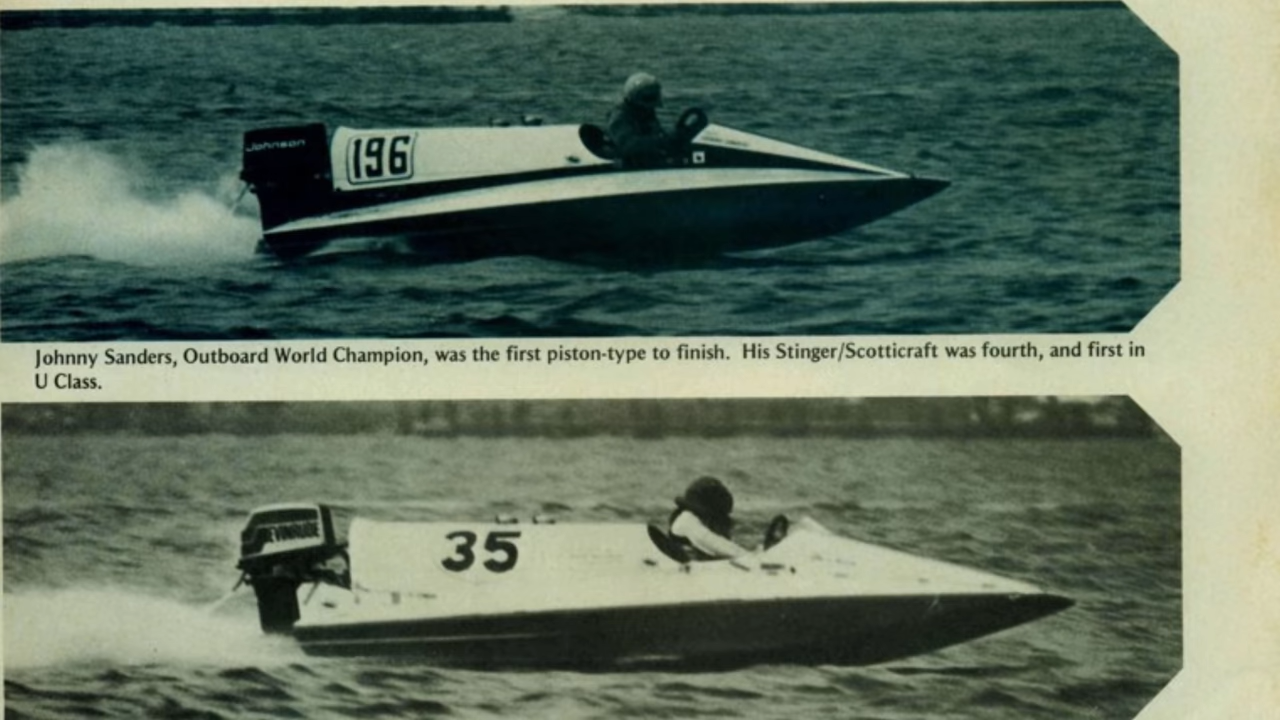 Johnson
196
Johnny Sanders, Outboard World Champion, was the first piston-type to finish. His Stinger/Scotticraft was fourth, and first in
U Class.
EVINRUDE
35